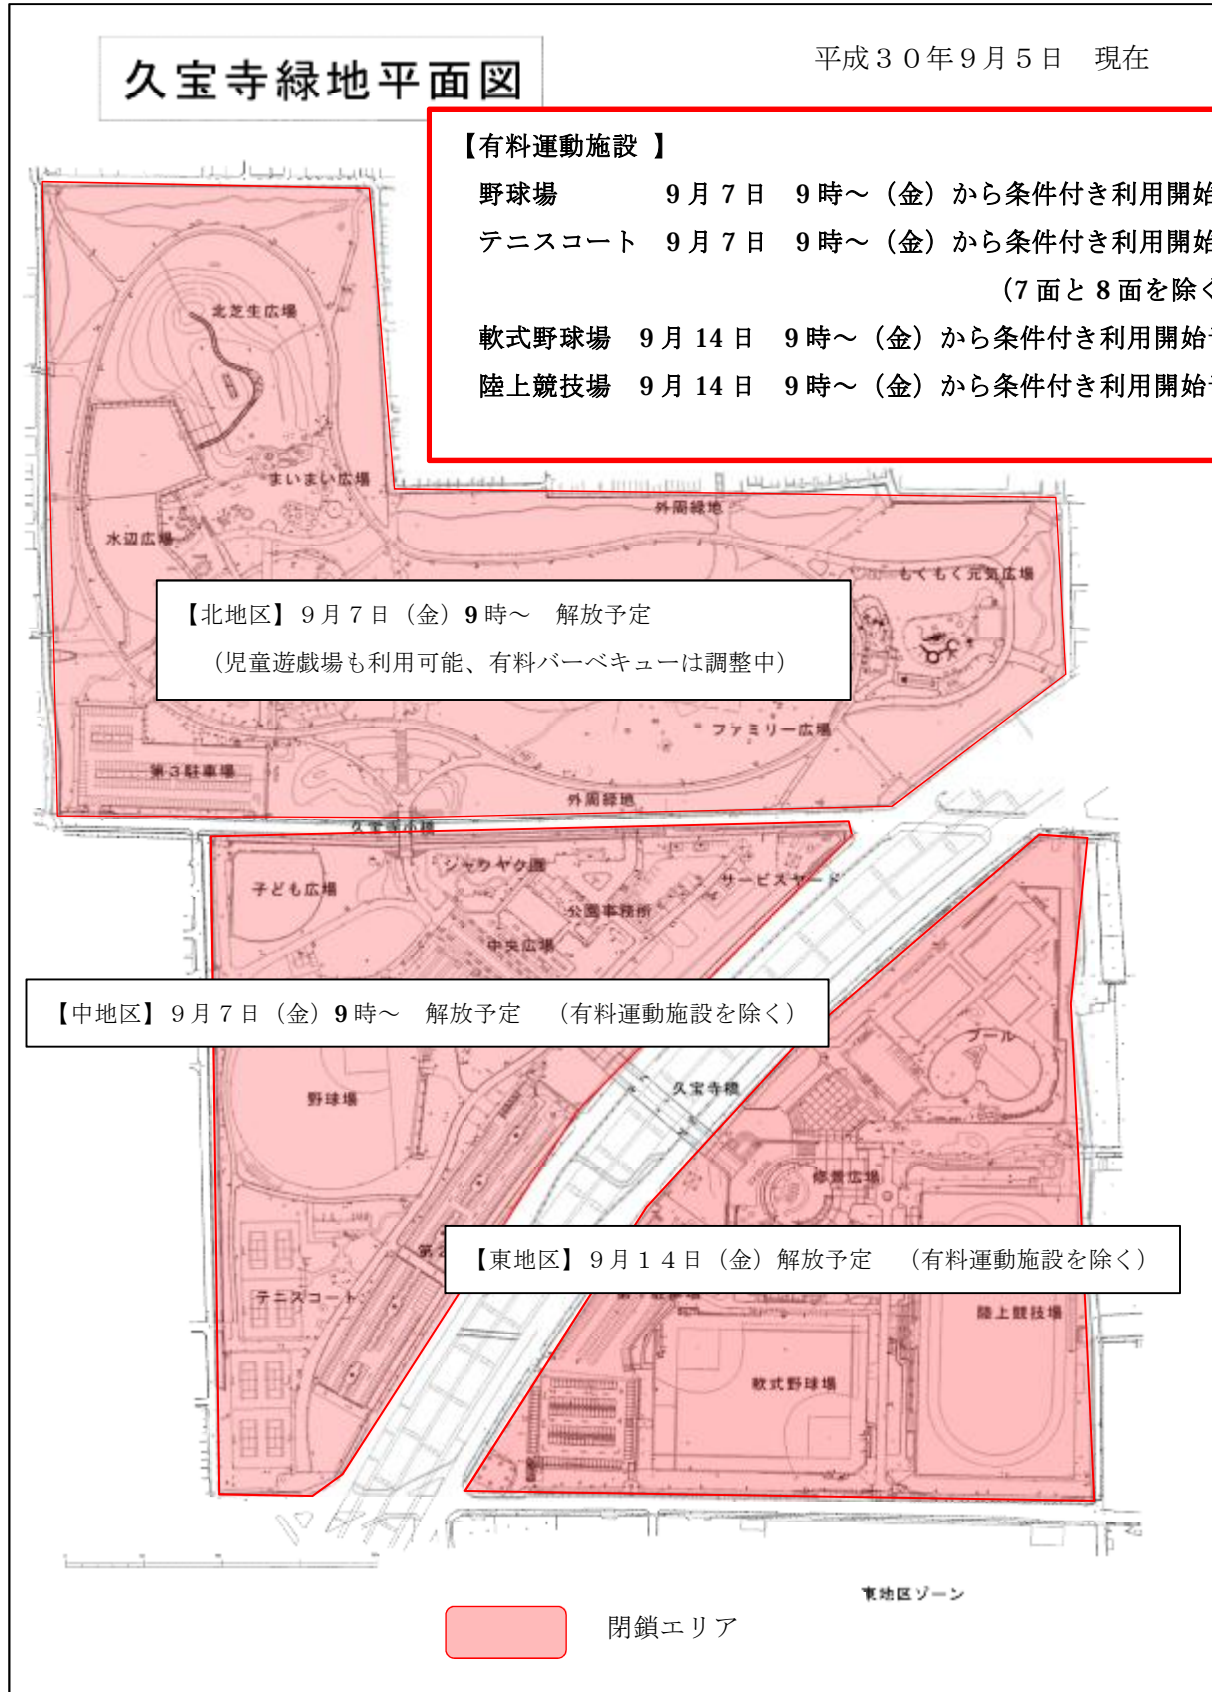 久宝寺緑地平面図
平成３０年９月５日　現在
【有料運動施設 】
野球場　9 月 7 日　9 時～（金）から条件付き利用開始
テニスコート　9 月 7 日　9 時～（金）から条件付き利用開始
（7 面と 8 面を除く
軟式野球場　9 月 14 日　9 時～（金）から条件付き利用開始
陸上競技場　9 月 14 日　9 時～（金）から条件付き利用開始
北芝生広場
まいまい広場
外周緑地
水辺広場
もくもく元気広場
【北地区】９月７日（金）9 時～　解放予定
（児童遊戯場も利用可能、有料バーベキューは調整中）
ファミリー広場
第３駐車場
外周緑地
久宝寺小橋
シャクヤク園
サービスヤード
子ども広場
公園事務所
中央広場
【中地区】９月７日（金）9 時～　解放予定　（有料運動施設を除く）
プール
久宝寺橋
野球場
修景広場
第２
【東地区】９月１４日（金）解放予定　（有料運動施設を除く）
テニスコート
陸上競技場
軟式野球場
東地区ゾーン
閉鎖エリア